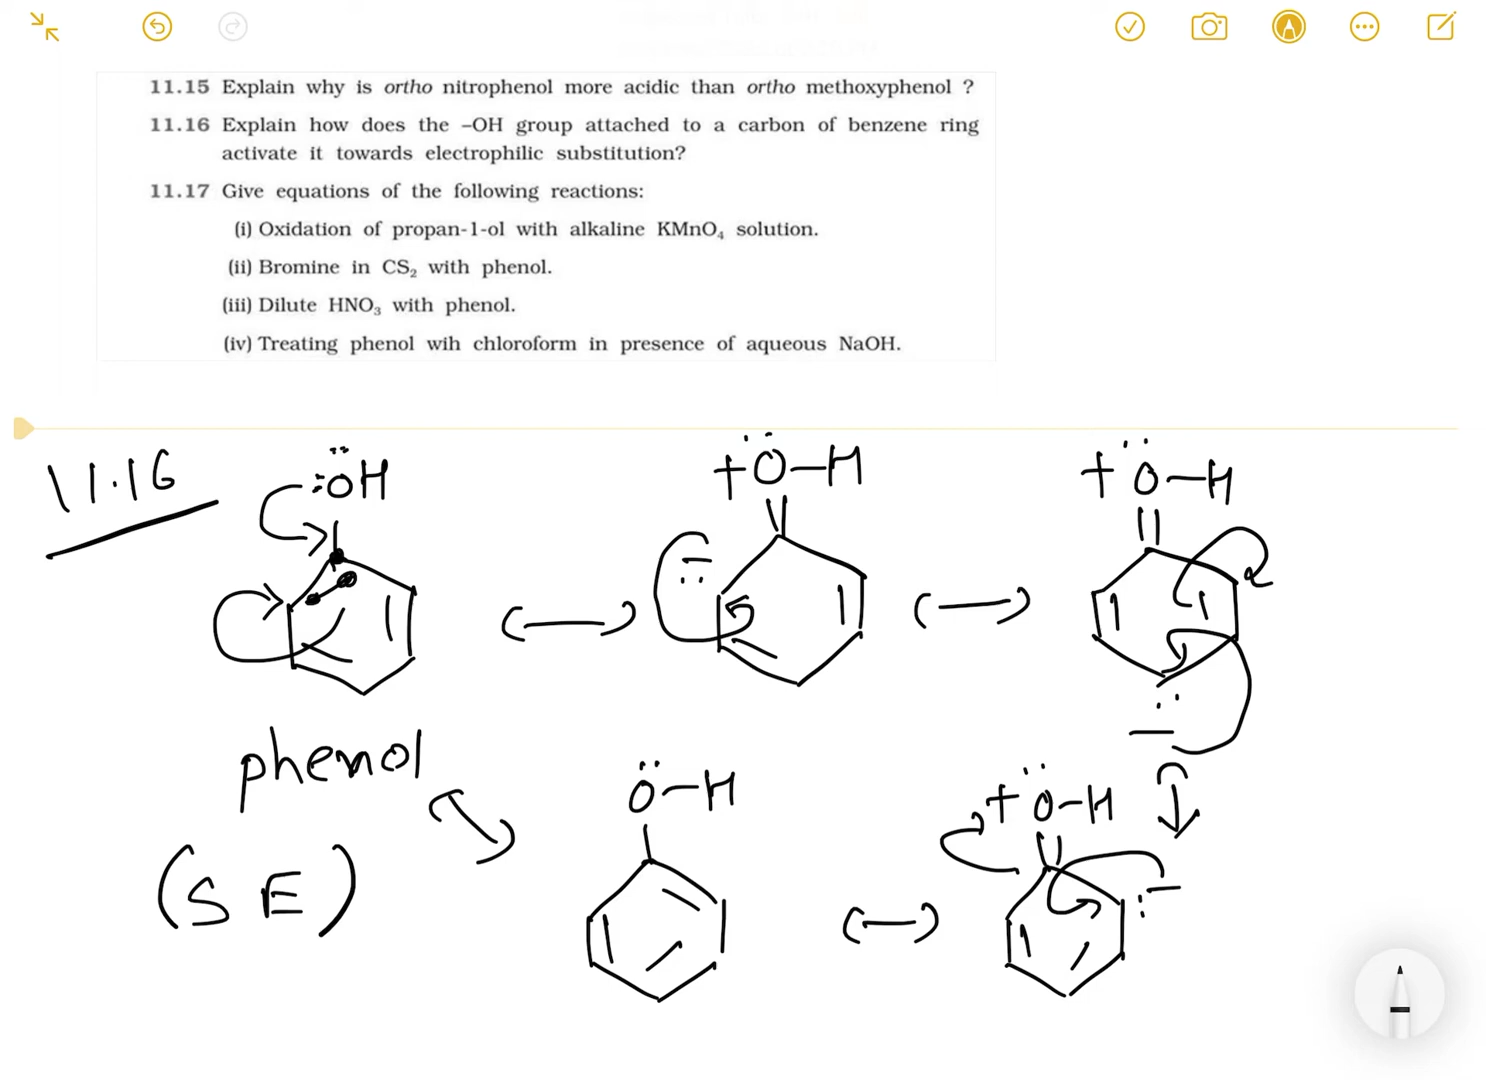 11.15 Explain why is ortho nitrophenol more acidic than ortho methoxyphenol ?
11.16 Explain how does the –OH group attached to a carbon of benzene ring
activate it towards electrophilic substitution?
11.17 Give equations of the following reactions:
(i) Oxidation of propan-1-ol with alkaline KMnO₄ solution.
(ii) Bromine in CS₂ with phenol.
(iii) Dilute HNO₃ with phenol.
(iv) Treating phenol wih chloroform in presence of aqueous NaOH.
11.16
:ÖH
+Ö–H
+Ö–H
phenol
Ö–H
+Ö–H
(SE)